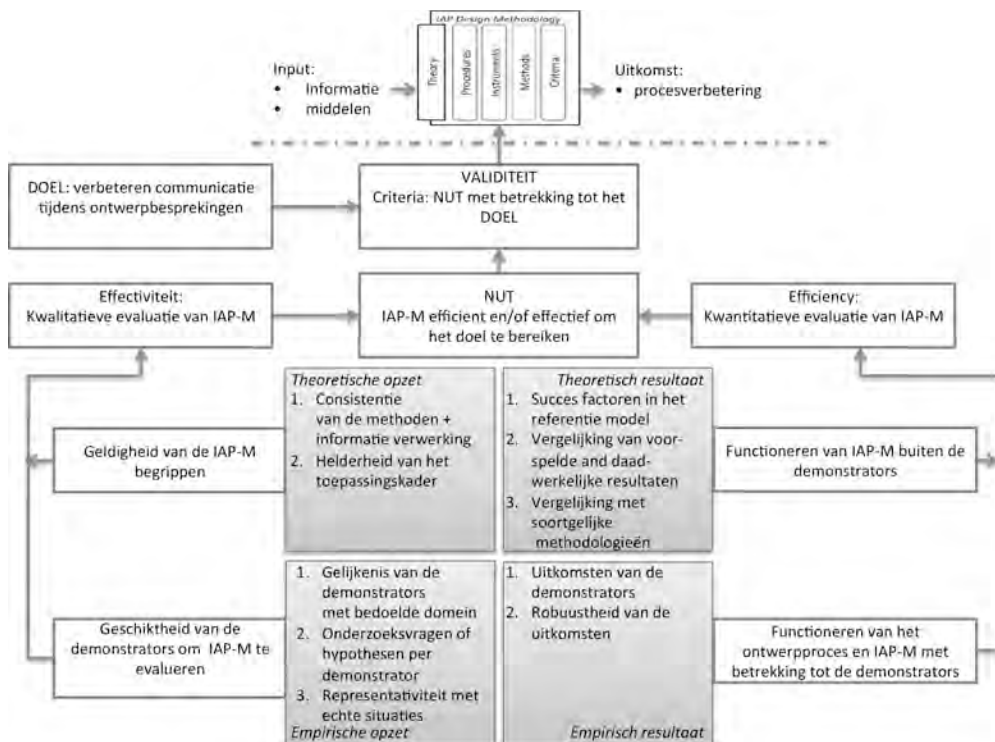 IAP Design Methodology
Theory
Procedures
Instruments
Methods
Criteria
Input:
• Informatie
• middelen
Uitkomst:
• procesverbetering
DOEL: verbeteren communicatie
tijdens ontwerpbesprekingen
VALIDITEIT
Criteria: NUT met betrekking tot het
DOEL
Effectiviteit:
Kwalitatieve evaluatie van IAP-M
NUT
IAP-M efficient en/of effectief om
het doel te bereiken
Efficiency:
Kwantitatieve evaluatie van IAP-M
Theoretische opzet
1. Consistentie
van de methoden +
informatie verwerking
2. Helderheid van het
toepassingskader
Theoretisch resultaat
1. Succes factoren in het
referentie model
2. Vergelijking van voor-
spelde and daad-
werkelijke resultaten
3. Vergelijking met
soortgelijke
methodologieën
Geldigheid van de IAP-M
begrippen
Functioneren van IAP-M buiten de
demonstrators
1. Gelijkenis van de
demonstrators
met bedoelde domein
2. Onderzoeksvragen of
hypothesen per
demonstrator
3. Representativiteit met
echte situaties
Empirische opzet
1. Uitkomsten van de
demonstrators
2. Robuustheid van de
uitkomsten
Empirisch resultaat
Geschiktheid van de
demonstrators om IAP-M te
evalueren
Functioneren van het
ontwerpproces en IAP-M met
betrekking tot de demonstrators